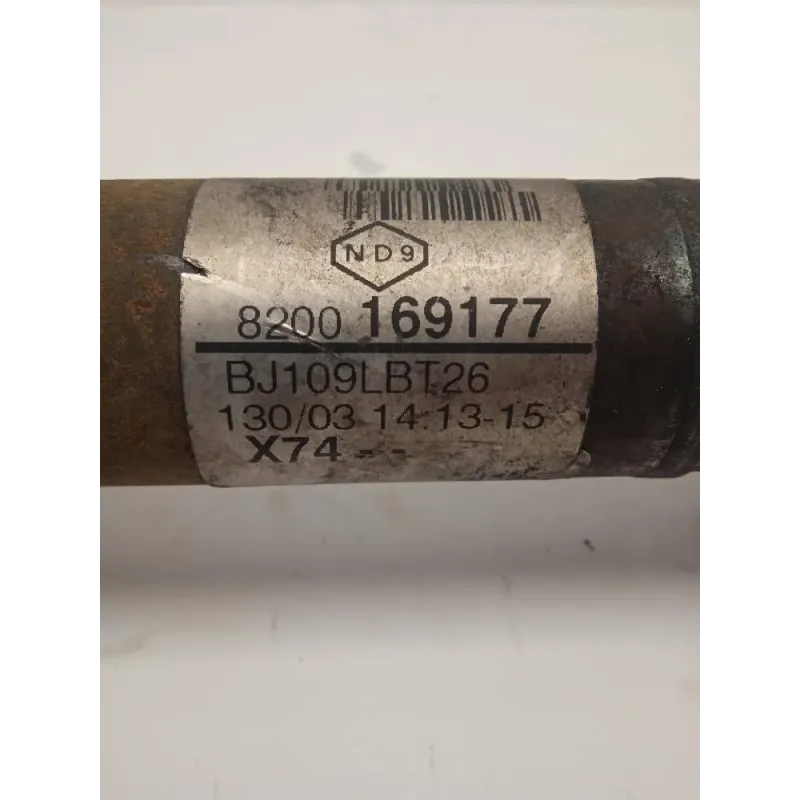 ND9
8200 169177
BJ109LBT26
130/03 14.13-15
X74 - -